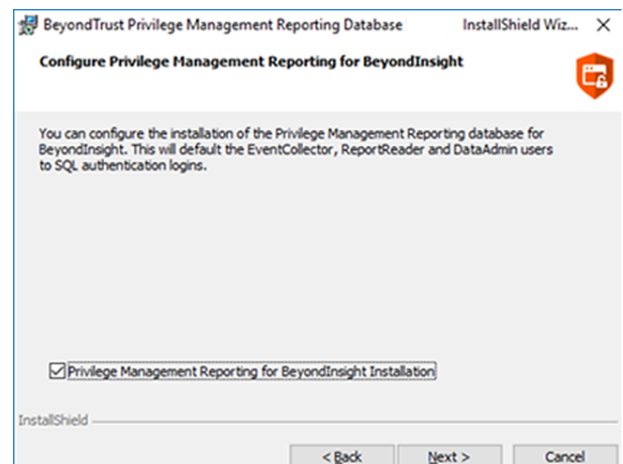 BeyondTrust Privilege Management Reporting Database InstallShield Wiz...
Configure Privilege Management Reporting for BeyondInsight
You can configure the installation of the Privilege Management Reporting database for
BeyondInsight. This will default the EventCollector, ReportReader and DataAdmin users
to SQL authentication logins.
Privilege Management Reporting for BeyondInsight Installation
InstallShield
< Back Next > Cancel